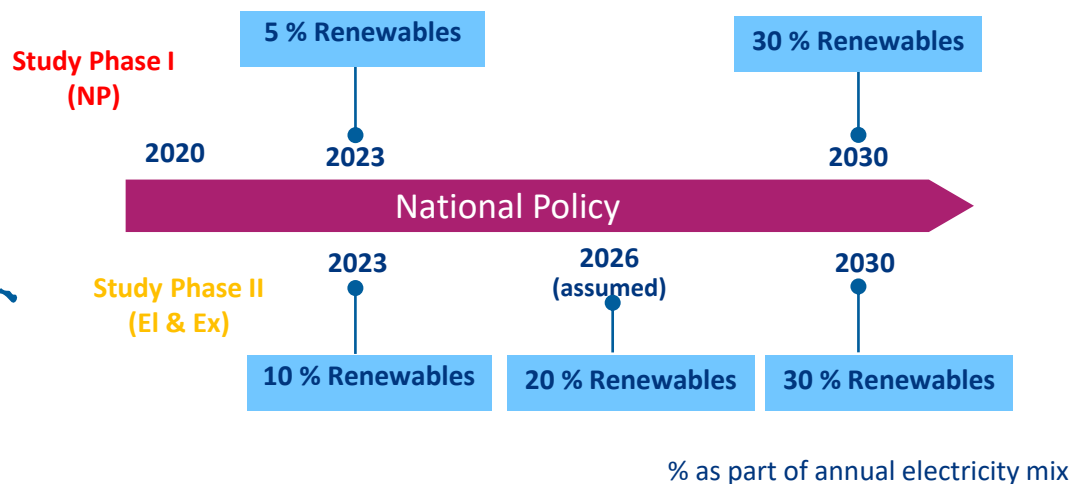 5 % Renewables
30 % Renewables
Study Phase I
(NP)
2020
2023
2030
National Policy
2023
2026
(assumed)
2030
Study Phase II
(El & Ex)
10 % Renewables
20 % Renewables
30 % Renewables
% as part of annual electricity mix